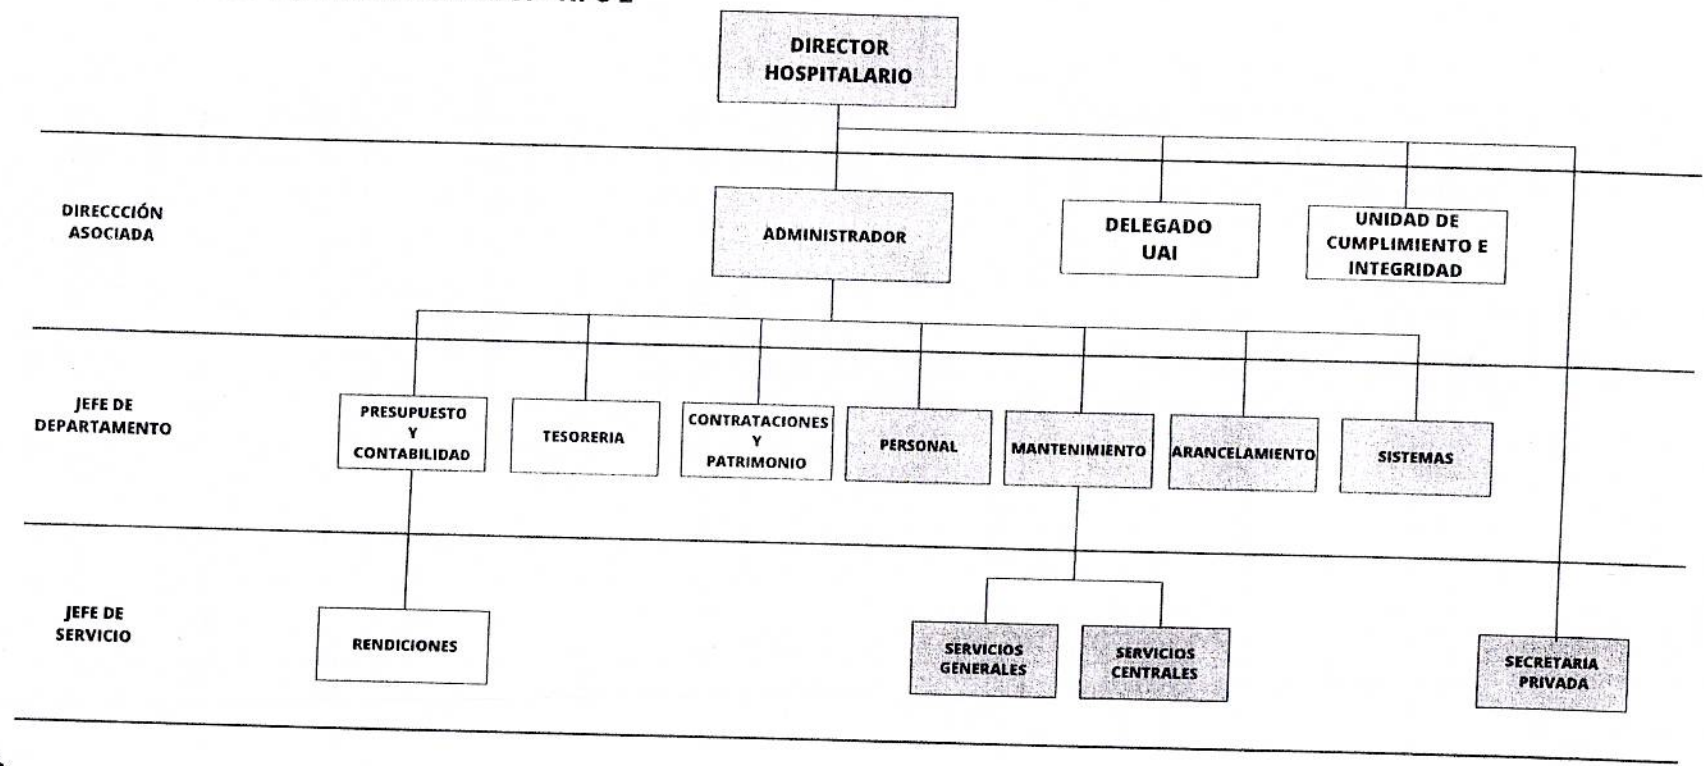 DIRECTOR
HOSPITALARIO
DIRECCCIÓN
ASOCIADA
ADMINISTRADOR
DELEGADO
UAI
UNIDAD DE
CUMPLIMIENTO E
INTEGRIDAD
JEFE DE
DEPARTAMENTO
PRESUPUESTO
Y
CONTABILIDAD
TESORERIA
CONTRATACIONES
Y
PATRIMONIO
PERSONAL
MANTENIMIENTO
ARANCELAMIENTO
SISTEMAS
JEFE DE
SERVICIO
RENDICIONES
SERVICIOS
GENERALES
SERVICIOS
CENTRALES
SECRETARIA
PRIVADA